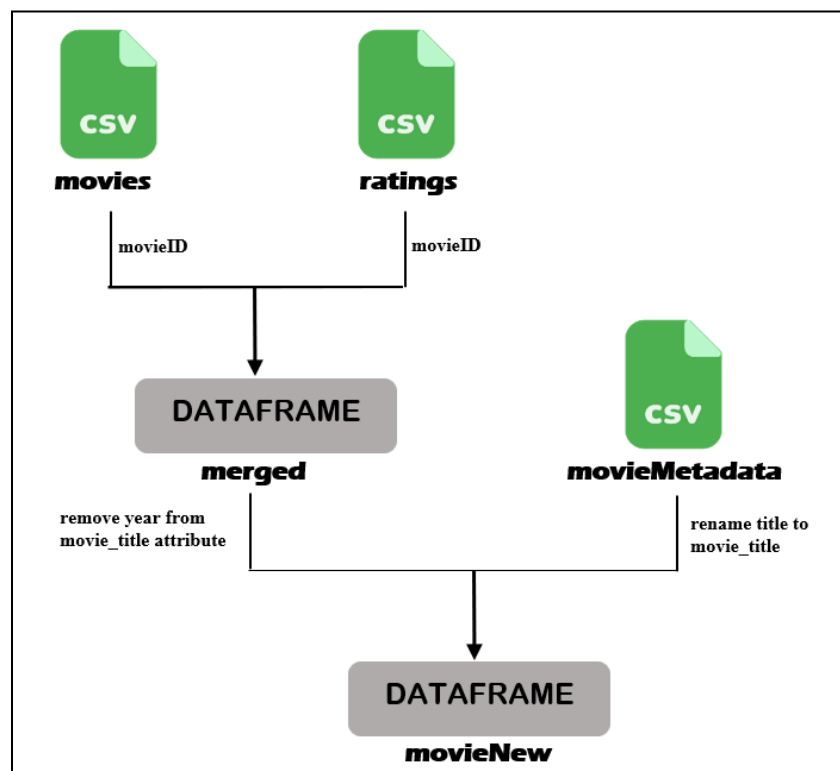 CSV
CSV
movies
ratings
movieID
movieID
CSV
DATAFRAME
merged
movieMetadata
remove year from
movie_title attribute
rename title to
movie_title
DATAFRAME
movieNew